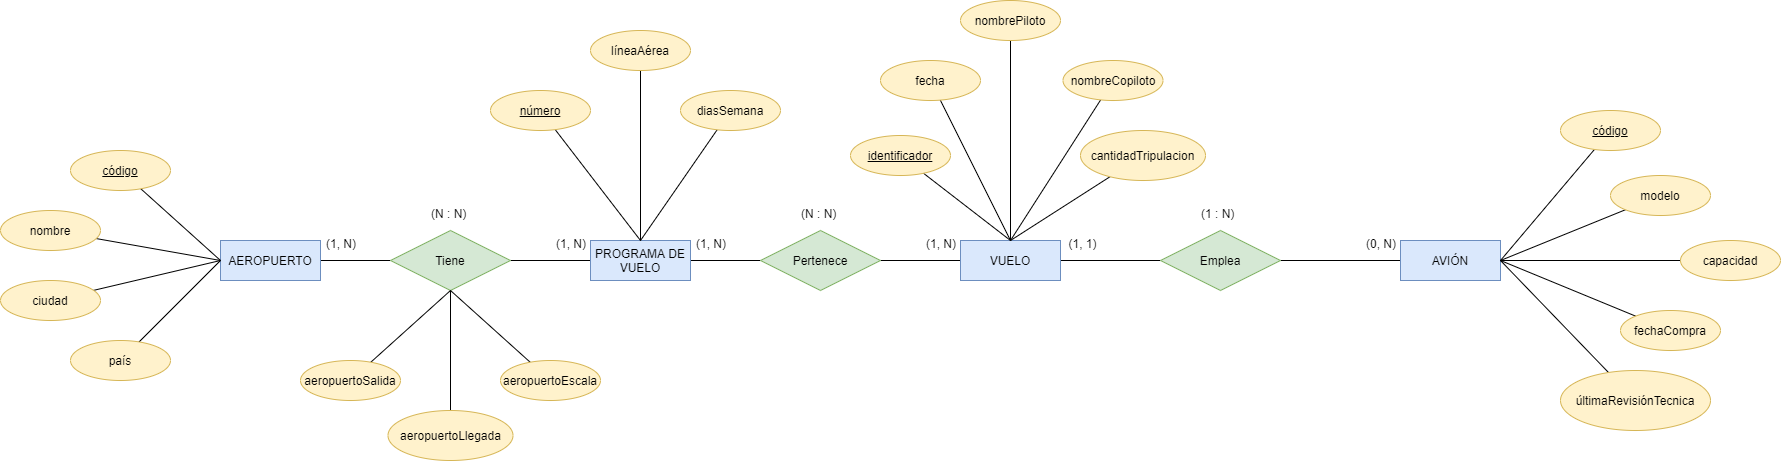 nombrePiloto
líneaAérea
fecha
nombreCopiloto
número
diasSemana
código
identificador
cantidadTripulacion
código
modelo
nombre
(N : N)
(N : N)
(1 : N)
(1, N)
(1, N)
(1, N)
(1, N)
(1, 1)
(0, N)
AEROPUERTO
Tiene
PROGRAMA DE
VUELO
Pertenece
VUELO
Emplea
AVIÓN
capacidad
ciudad
fechaCompra
país
aeropuertoSalida
aeropuertoEscala
últimaRevisiónTecnica
aeropuertoLlegada